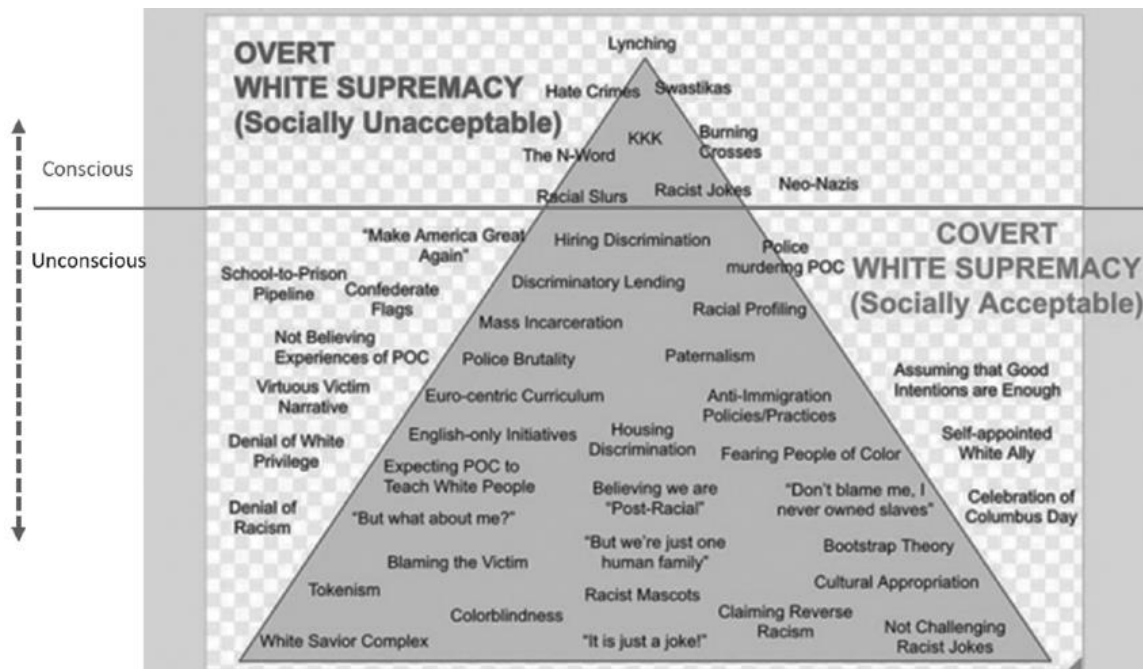 OVERT
WHITE SUPREMACY
(Socially Unacceptable)
Lynching
Hate Crimes
Swastikas
KKK
Burning
Crosses
The N-Word
Neo-Nazis
Racial Slurs
Racist Jokes
Conscious
Unconscious
COVERT
WHITE SUPREMACY
(Socially Acceptable)
"Make America Great
Again"
Hiring Discrimination
Police
murdering POC
School-to-Prison
Pipeline
Confederate
Flags
Discriminatory Lending
Racial Profiling
Mass Incarceration
Not Believing
Experiences of POC
Police Brutality
Paternalism
Assuming that Good
Intentions are Enough
Virtuous Victim
Narrative
Euro-centric Curriculum
Anti-Immigration
Policies/Practices
Denial of White
Privilege
English-only Initiatives
Housing
Discrimination
Fearing People of Color
Self-appointed
White Ally
Expecting POC to
Teach White People
Believing we are
"Post-Racial"
"Don't blame me, I
never owned slaves"
Celebration of
Columbus Day
Denial of
Racism
"But what about me?"
"But we're just one
human family"
Bootstrap Theory
Blaming the Victim
Tokenism
Racist Mascots
Cultural Appropriation
Colorblindness
Claiming Reverse
Racism
Not Challenging
Racist Jokes
White Savior Complex
"It is just a joke!"